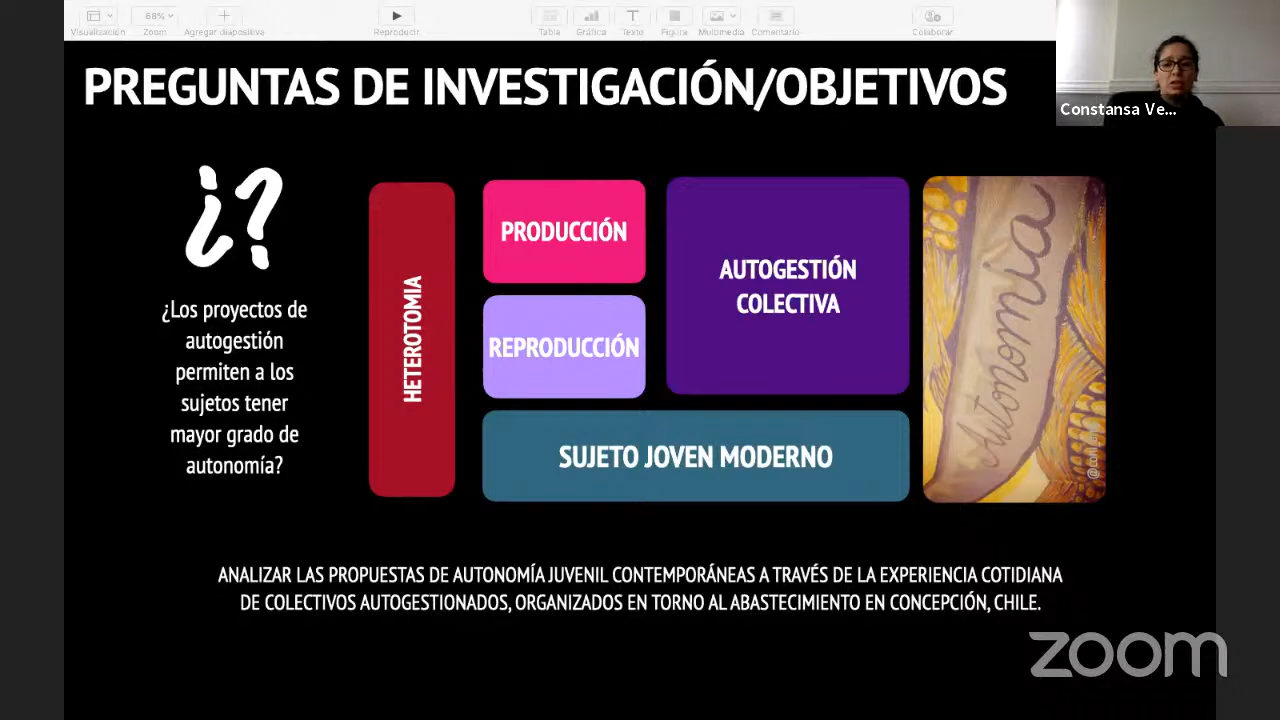 Visualización
68%
Zoom
Agregar diapositiva
Reproducir
Tabla
Gráfica
Texto
Figura
Multimedia
Comentario
Colaborar
PREGUNTAS DE INVESTIGACIÓN/OBJETIVOS
Constansa Ve...
¿?
¿Los proyectos de
autogestión
permiten a los
sujetos tener
mayor grado de
autonomía?
HETEROTOMIA
PRODUCCIÓN
REPRODUCCIÓN
AUTOGESTIÓN
COLECTIVA
SUJETO JOVEN MODERNO
Autonomía
ANALIZAR LAS PROPUESTAS DE AUTONOMÍA JUVENIL CONTEMPORÁNEAS A TRAVÉS DE LA EXPERIENCIA COTIDIANA
DE COLECTIVOS AUTOGESTIONADOS, ORGANIZADOS EN TORNO AL ABASTECIMIENTO EN CONCEPCIÓN, CHILE.
zoom